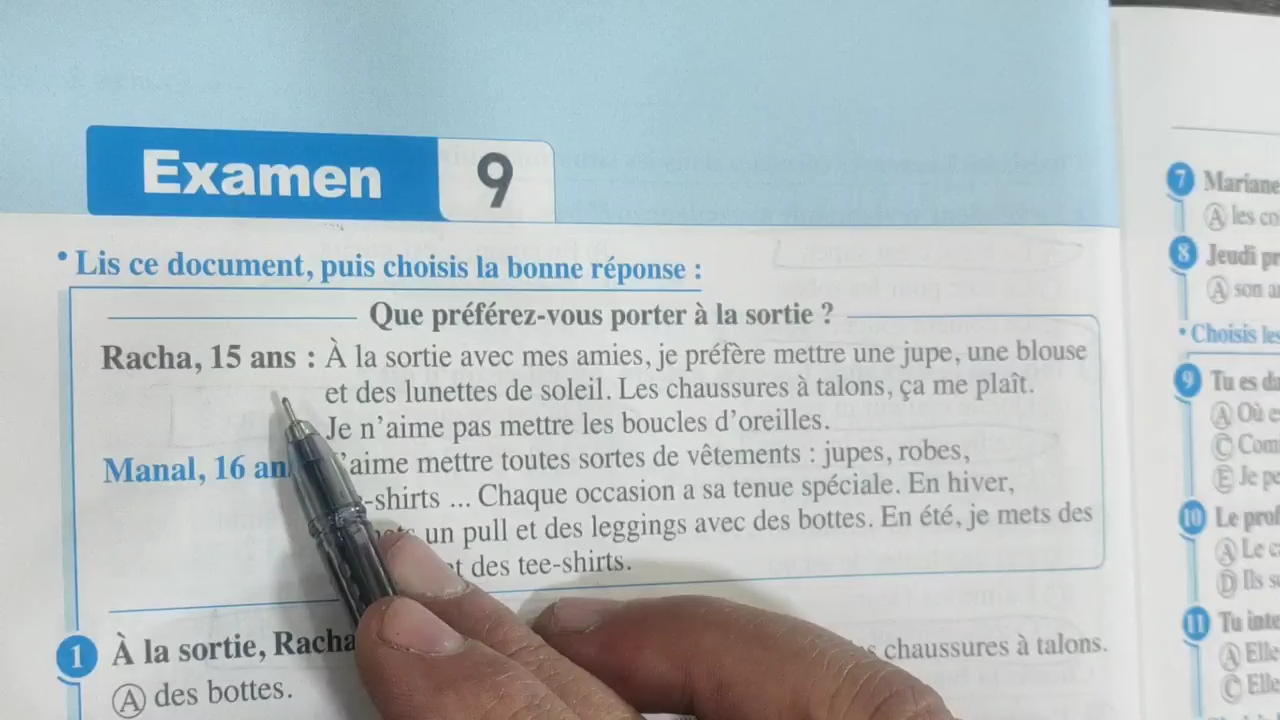 Examen 9
• Lis ce document, puis choisis la bonne réponse :
Que préférez-vous porter à la sortie ?
Racha, 15 ans : À la sortie avec mes amies, je préfère mettre une jupe, une blouse
et des lunettes de soleil. Les chaussures à talons, ça me plaît.
Je n'aime pas mettre les boucles d'oreilles.
Manal, 16 an 'aime mettre toutes sortes de vêtements : jupes, robes,
-shirts ... Chaque occasion a sa tenue spéciale. En hiver,
un pull et des leggings avec des bottes. En été, je mets des
et des tee-shirts.
1 À la sortie, Racha
chaussures à talons.
A des bottes.
7 Mariane
A les co
8 Jeudi pr
A son a
• Choisis les
9 Tu es da
A Où e
C Com
E Je pe
10 Le prof
A Le c
D Ils s
11 Tu inte
A Elle
C Elle